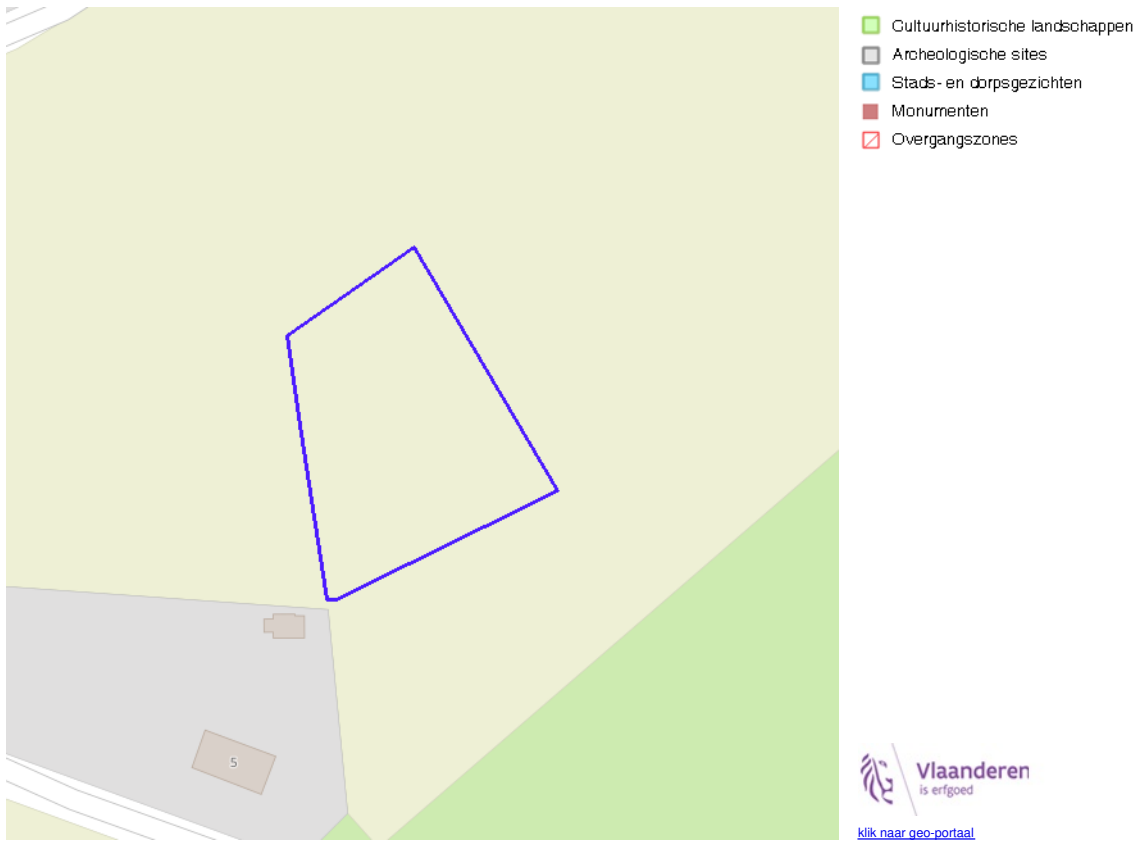 Cultuurhistorische landschappen
Archeologische sites
Stads- en dorpsgezichten
Monumenten
Overgangszones
5
Vlaanderen
is erfgoed
klik naar geo-portaal